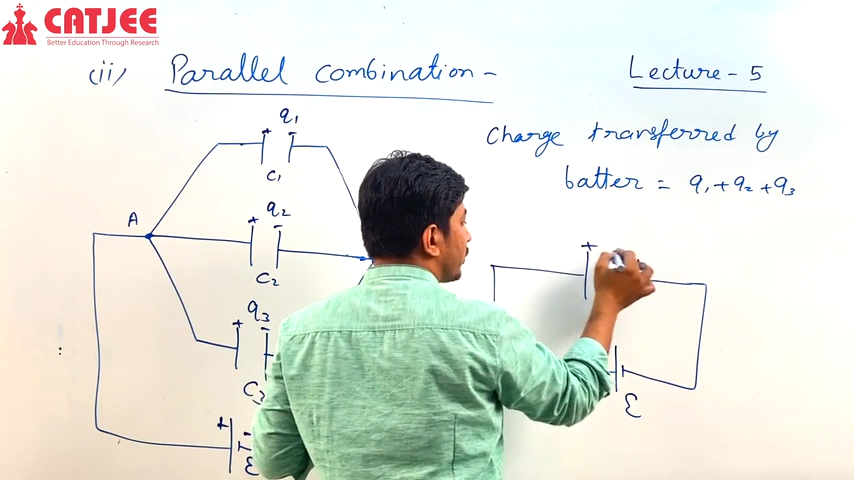 CATJEE
Better Education Through Research
(ii) Parallel Combination -
Lecture - 5
Charge transferred by
batter = q1 + q2 + q3
+ q1
C1
A
+ q2 -
C2
+ q3 -
C3
+ -
ε
+
ε